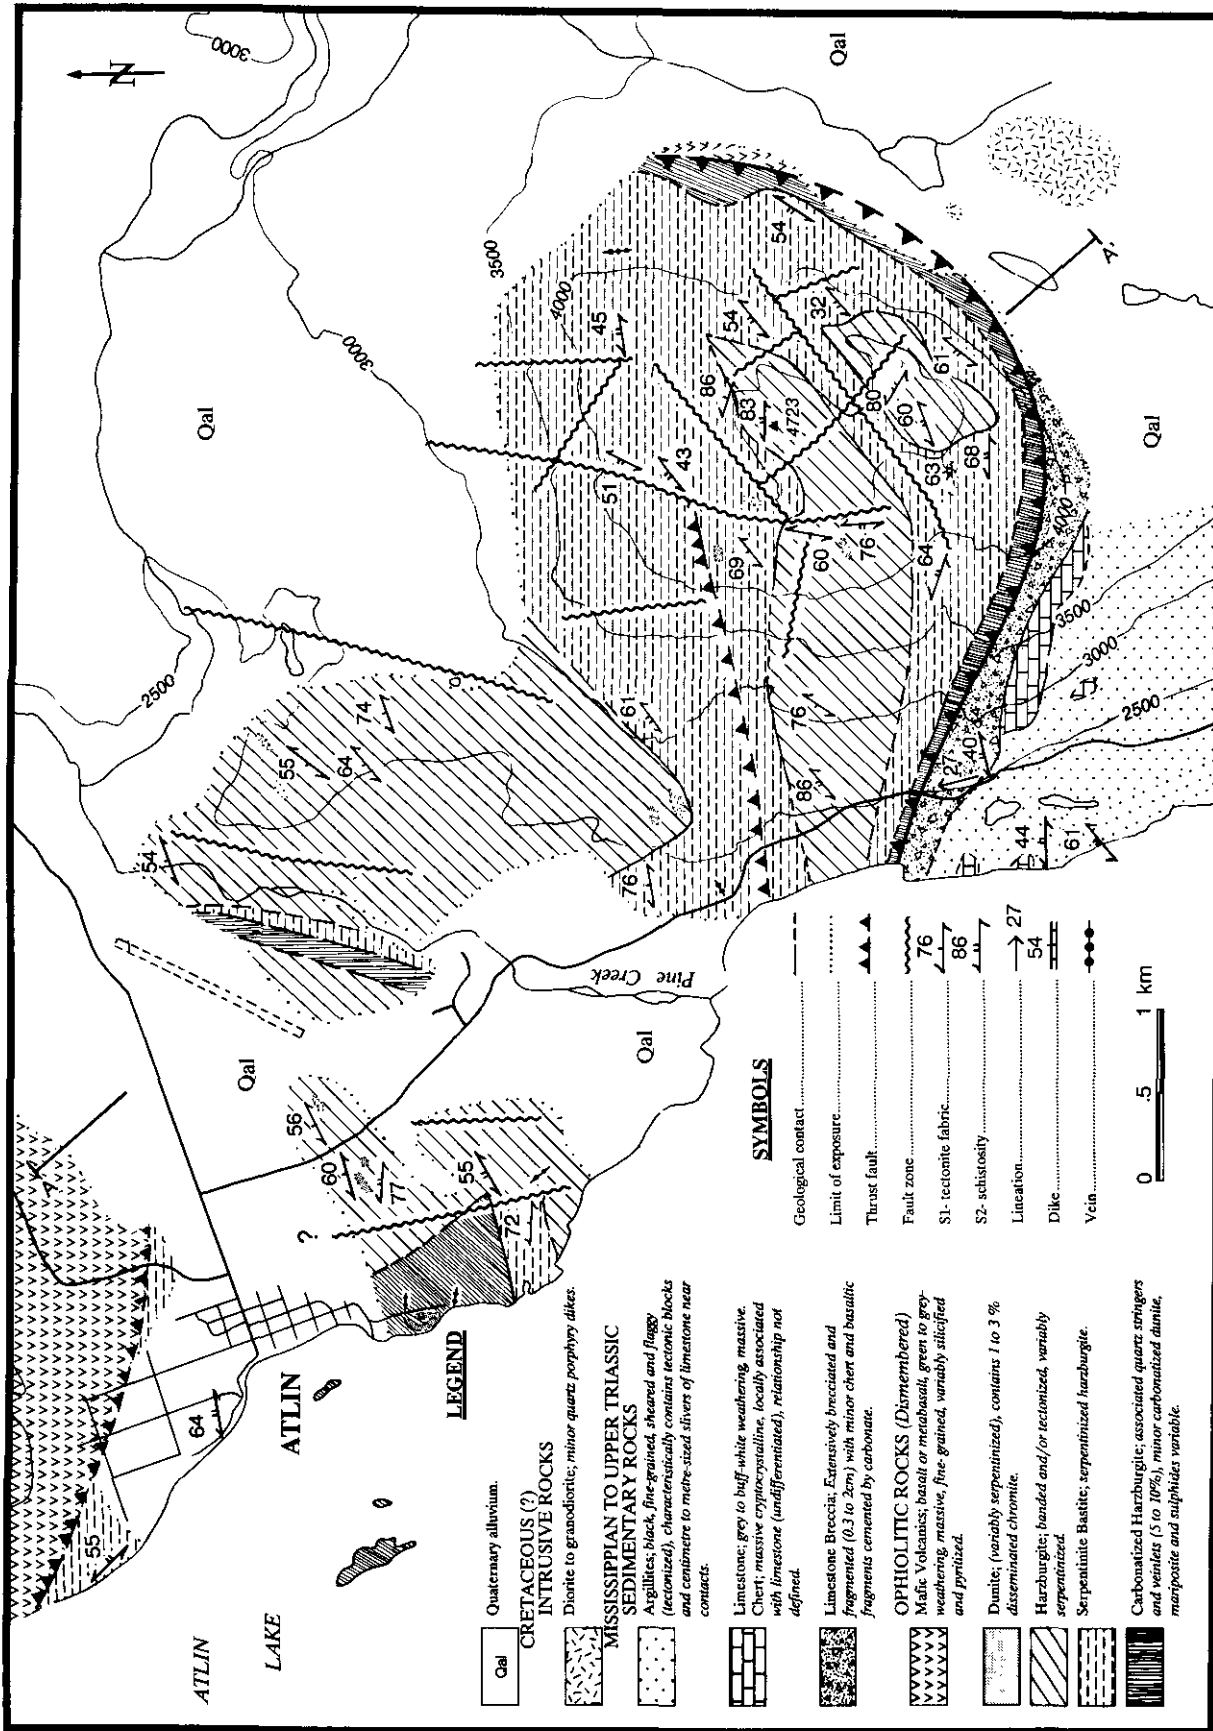 N
3000
Qal
3500
4000
3000
Qal
Qal
2500
54
55
64
74
61
76
45
51
43
54
86
83
4723
32
54
80
60
61
63
68
69
60
76
64
76
86
4000
3500
3000
2500
27
40
44
61
A'
Qal
A
Qal
Pine Creek
Qal
?
56
60
77
55
72
64
55
ATLIN
ATLIN
LAKE
LEGEND
Qal
Quaternary alluvium.
CRETACEOUS (?)
INTRUSIVE ROCKS
Diorite to granodiorite; minor quartz porphyry dikes.
MISSIPPIAN TO UPPER TRIASSIC
SEDIMENTARY ROCKS
Argillites; black, fine-grained, sheared and flaggy
(tectonized), characteristically contains tectonic blocks
and centimetre to metre-sized slivers of limestone near
contacts.
Limestone; grey to buff-white weathering, massive.
Chert; massive cryptocrystalline, locally associated
with limestone (undifferentiated), relationship not
defined.
Limestone Breccia; Extensively brecciated and
fragmented (0.3 to 2cm) with minor chert and basaltic
fragments cemented by carbonate.
OPHIOLITIC ROCKS (Dismembered)
Mafic Volcanics; basalt or metabasalt, green to grey-
weathering, massive, fine-grained, variably silicified
and pyritized.
Dunite; (variably serpentinized), contains 1 to 3 %
disseminated chromite.
Harzburgite; banded and/or tectonized, variably
serpentinized.
Serpentinite Bastite; serpentinized harzburgite.
Carbonatized Harzburgite; associated quartz stringers
and veinlets (5 to 10%), minor carbonatized dunite,
mariposite and sulphides variable.
SYMBOLS
Geological contact
Limit of exposure
Thrust fault
Fault zone
S1- tectonite fabric 76
S2- schistosity 86
Lineation 27
Dike 54
Vein
0 .5 1 km